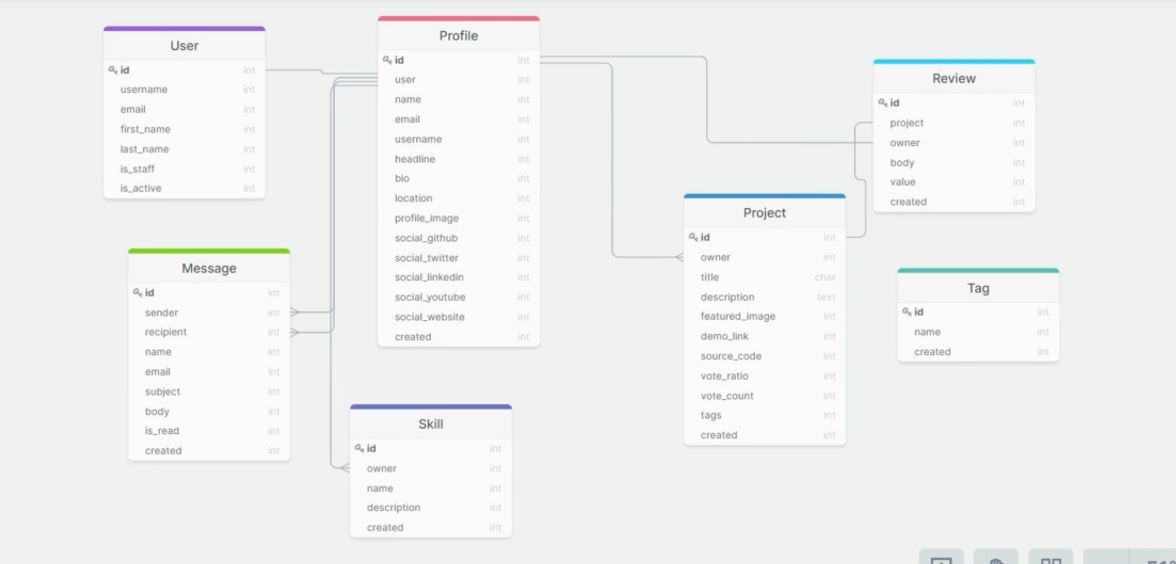 User
id int
username int
email int
first_name int
last_name int
is_staff int
is_active int
Profile
id int
user int
name int
email int
username int
headline int
bio int
location int
profile_image int
social_github int
social_twitter int
social_linkedin int
social_youtube int
social_website int
created int
Review
id int
project int
owner int
body int
value int
created int
Message
id int
sender int
recipient int
name int
email int
subject int
body int
is_read int
created int
Project
id int
owner int
title char
description text
featured_image int
demo_link int
source_code int
vote_ratio int
vote_count int
tags int
created int
Tag
id int
name int
created int
Skill
id int
owner int
name int
description int
created int